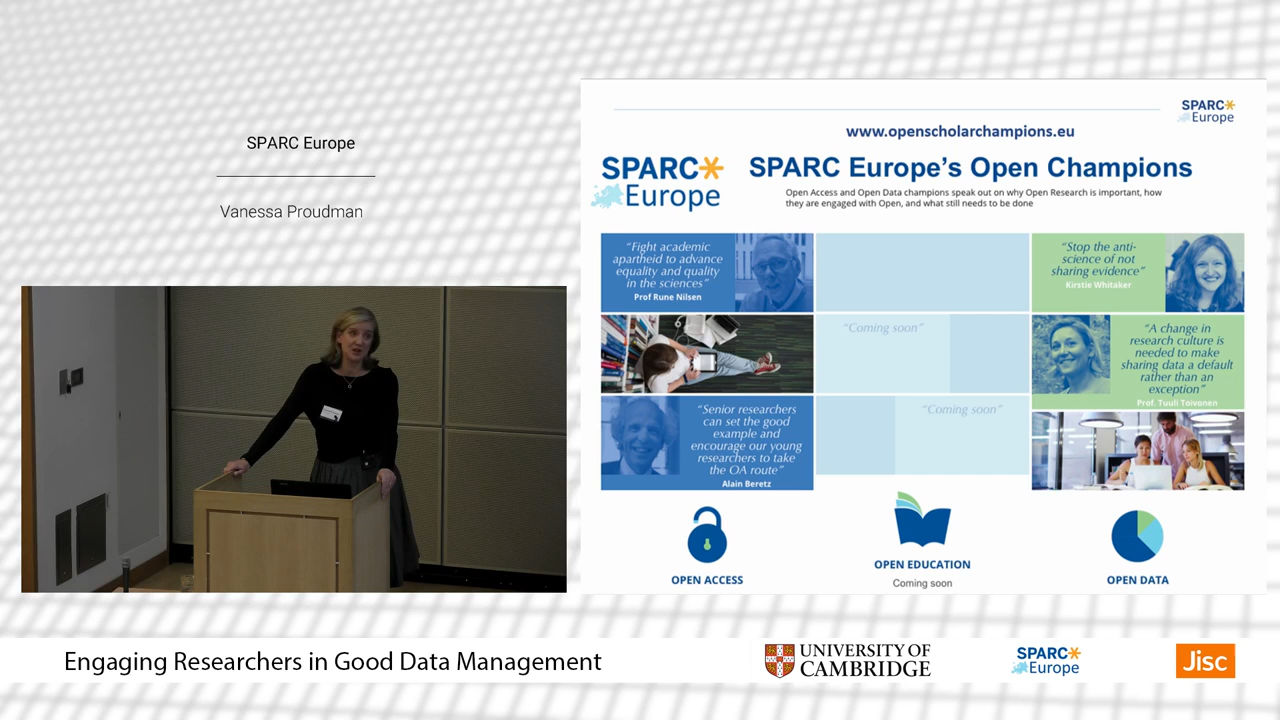 SPARC Europe
Vanessa Proudman
SPARC
Europe
www.openscholarchampions.eu
SPARC
Europe
SPARC Europe's Open Champions
Open Access and Open Data champions speak out on why Open Research is important, how
they are engaged with Open, and what still needs to be done
“Fight academic
apartheid to advance
equality and quality
in the sciences”
Prof Rune Nilsen
“Stop the anti-
science of not
sharing evidence”
Kirstie Whitaker
“Coming soon”
“A change in
research culture is
needed to make
sharing data a default
rather than an
exception”
Prof. Tuuli Toivonen
“Senior researchers
can set the good
example and
encourage our young
researchers to take
the OA route”
Alain Beretz
“Coming soon”
OPEN ACCESS
OPEN EDUCATION
Coming soon
OPEN DATA
Engaging Researchers in Good Data Management
UNIVERSITY OF
CAMBRIDGE
SPARC
Europe
Jisc